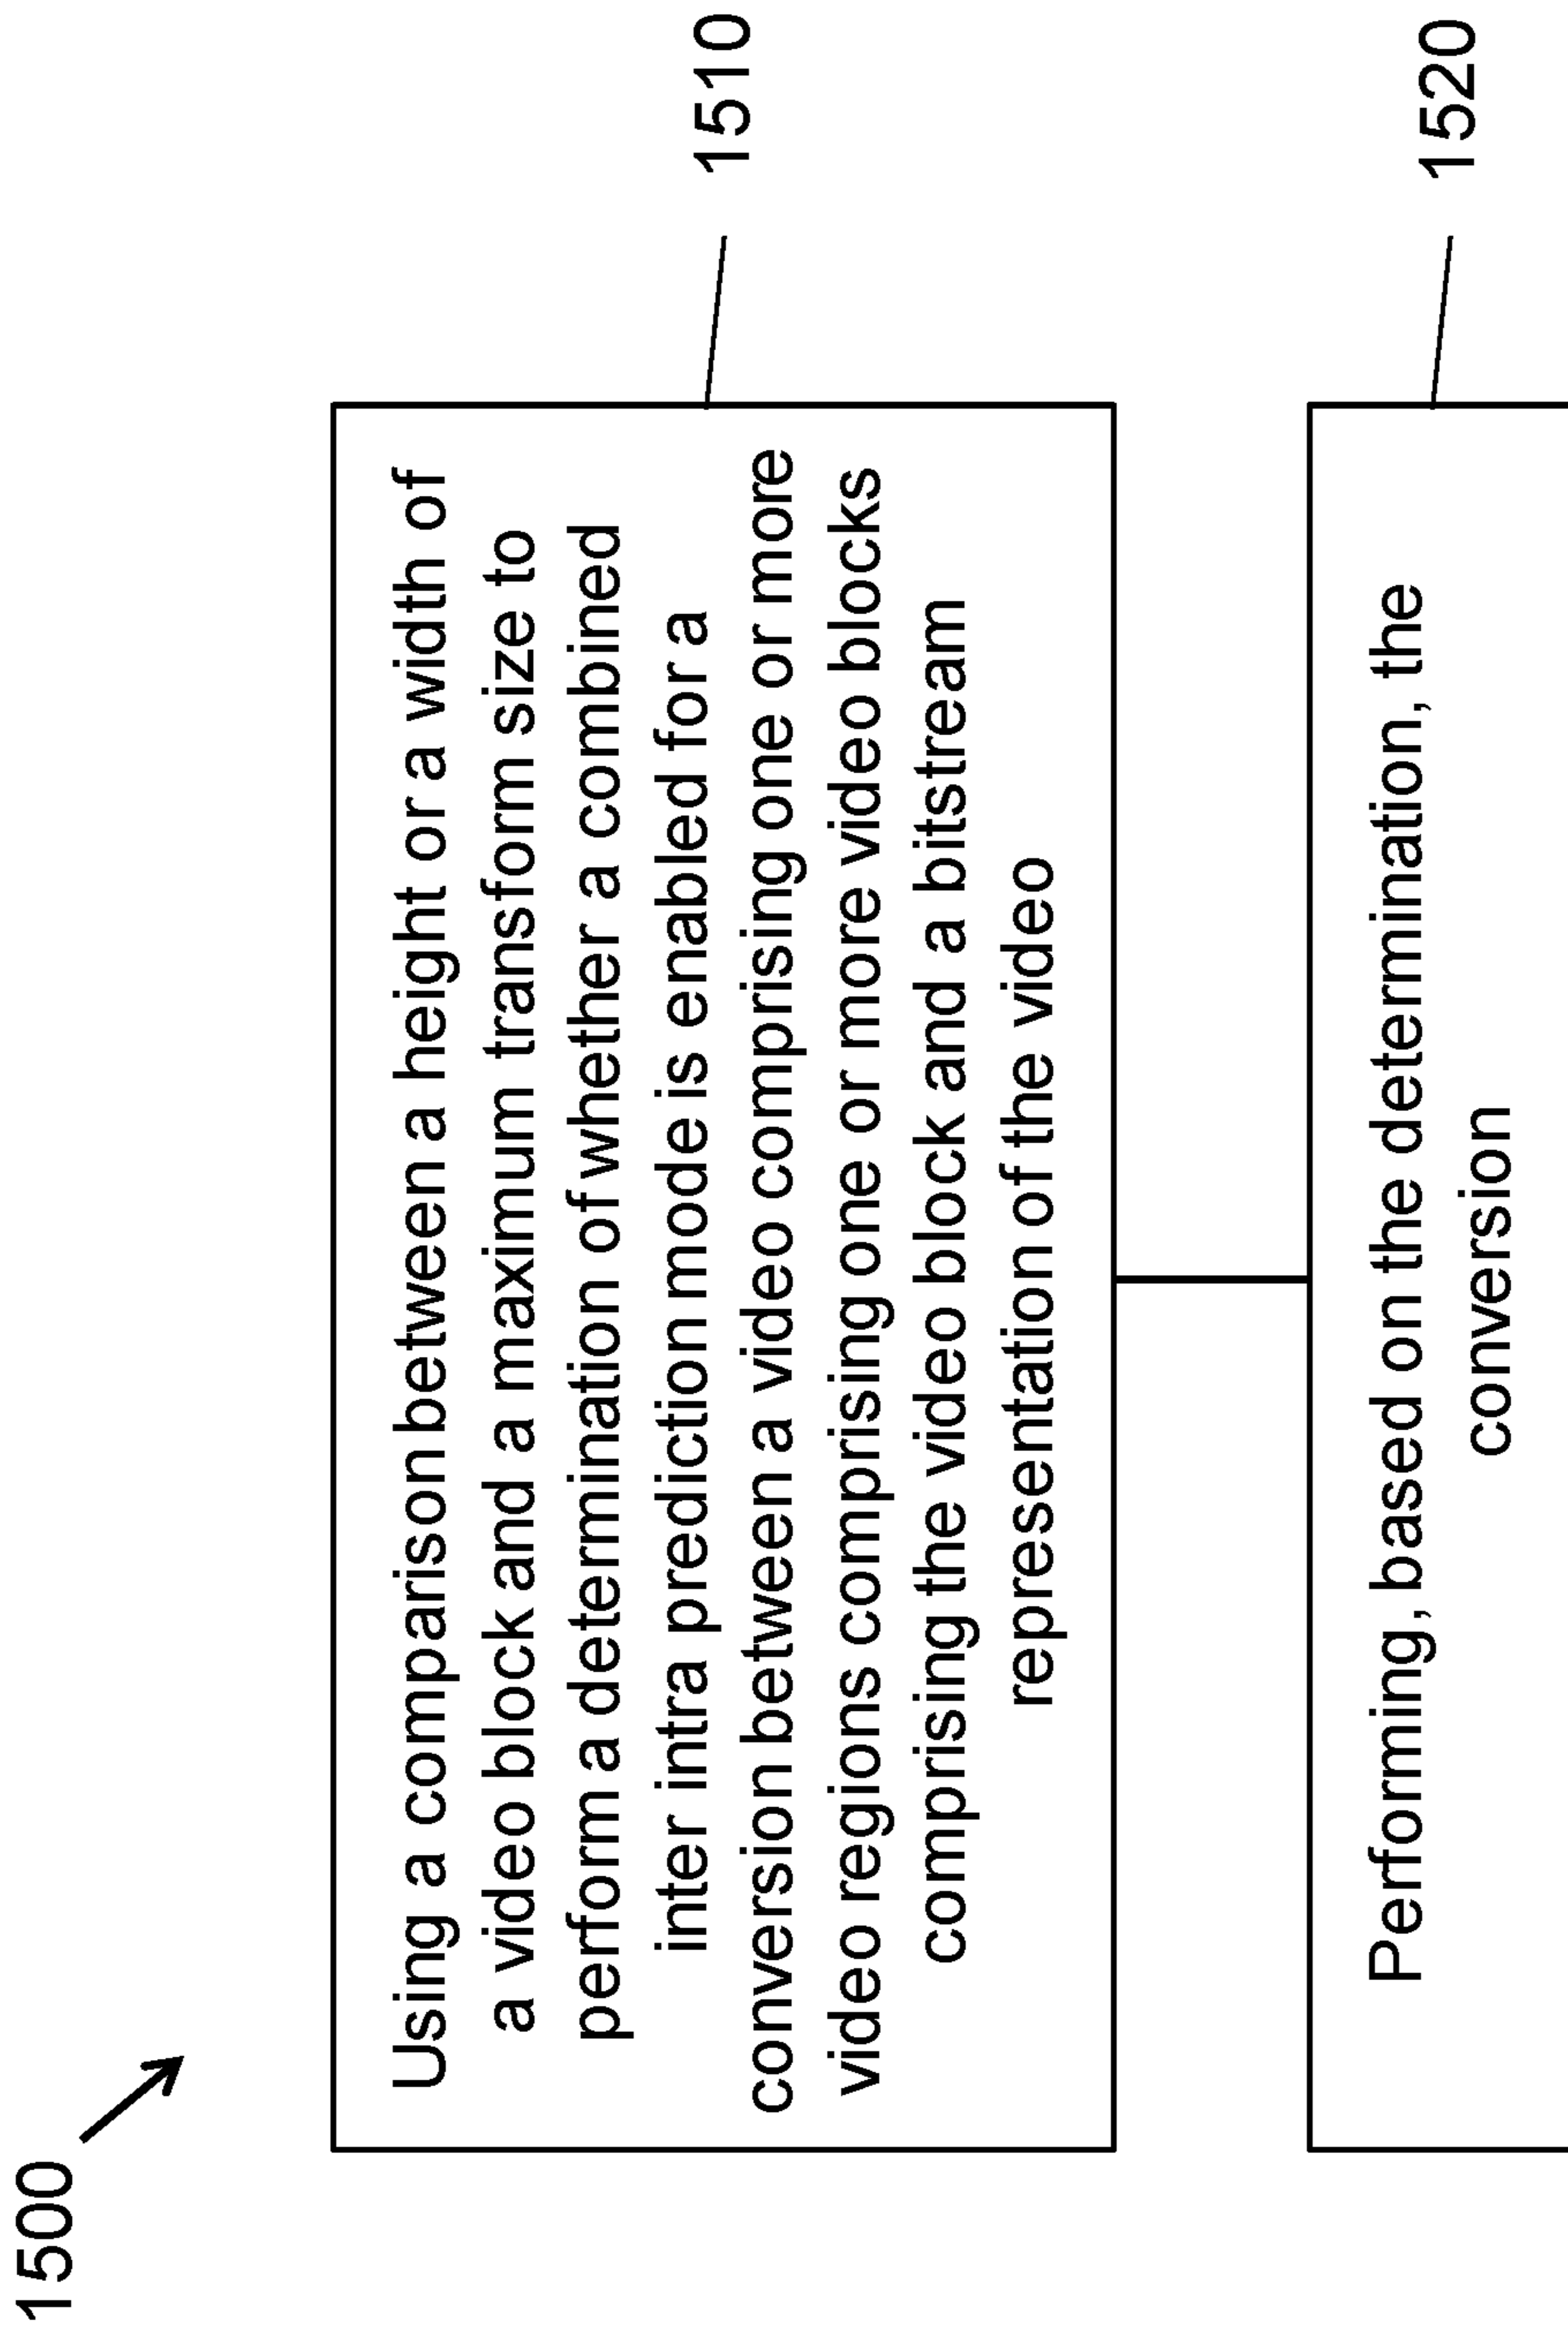 1500
Using a comparison between a height or a width of
a video block and a maximum transform size to
perform a determination of whether a combined
inter intra prediction mode is enabled for a
conversion between a video comprising one or more
video regions comprising one or more video blocks
comprising the video block and a bitstream
representation of the video
1510
Performing, based on the determination, the
conversion
1520